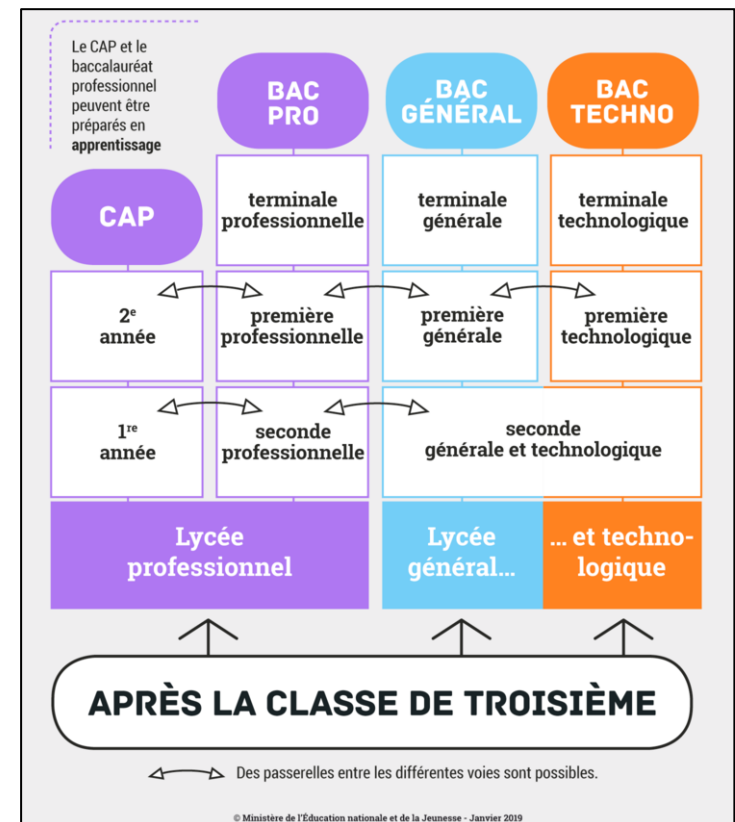 Le CAP et le
baccalauréat
professionnel
peuvent être
préparés en
apprentissage
BAC
PRO
BAC
GÉNÉRAL
BAC
TECHNO
CAP
terminale
professionnelle
terminale
générale
terminale
technologique
2e
année
première
professionnelle
première
générale
première
technologique
1re
année
seconde
professionnelle
seconde
générale et technologique
Lycée
professionnel
Lycée
général...
... et techno-
logique
APRÈS LA CLASSE DE TROISIÈME
Des passerelles entre les différentes voies sont possibles.
© Ministère de l'Éducation nationale et de la Jeunesse - Janvier 2019